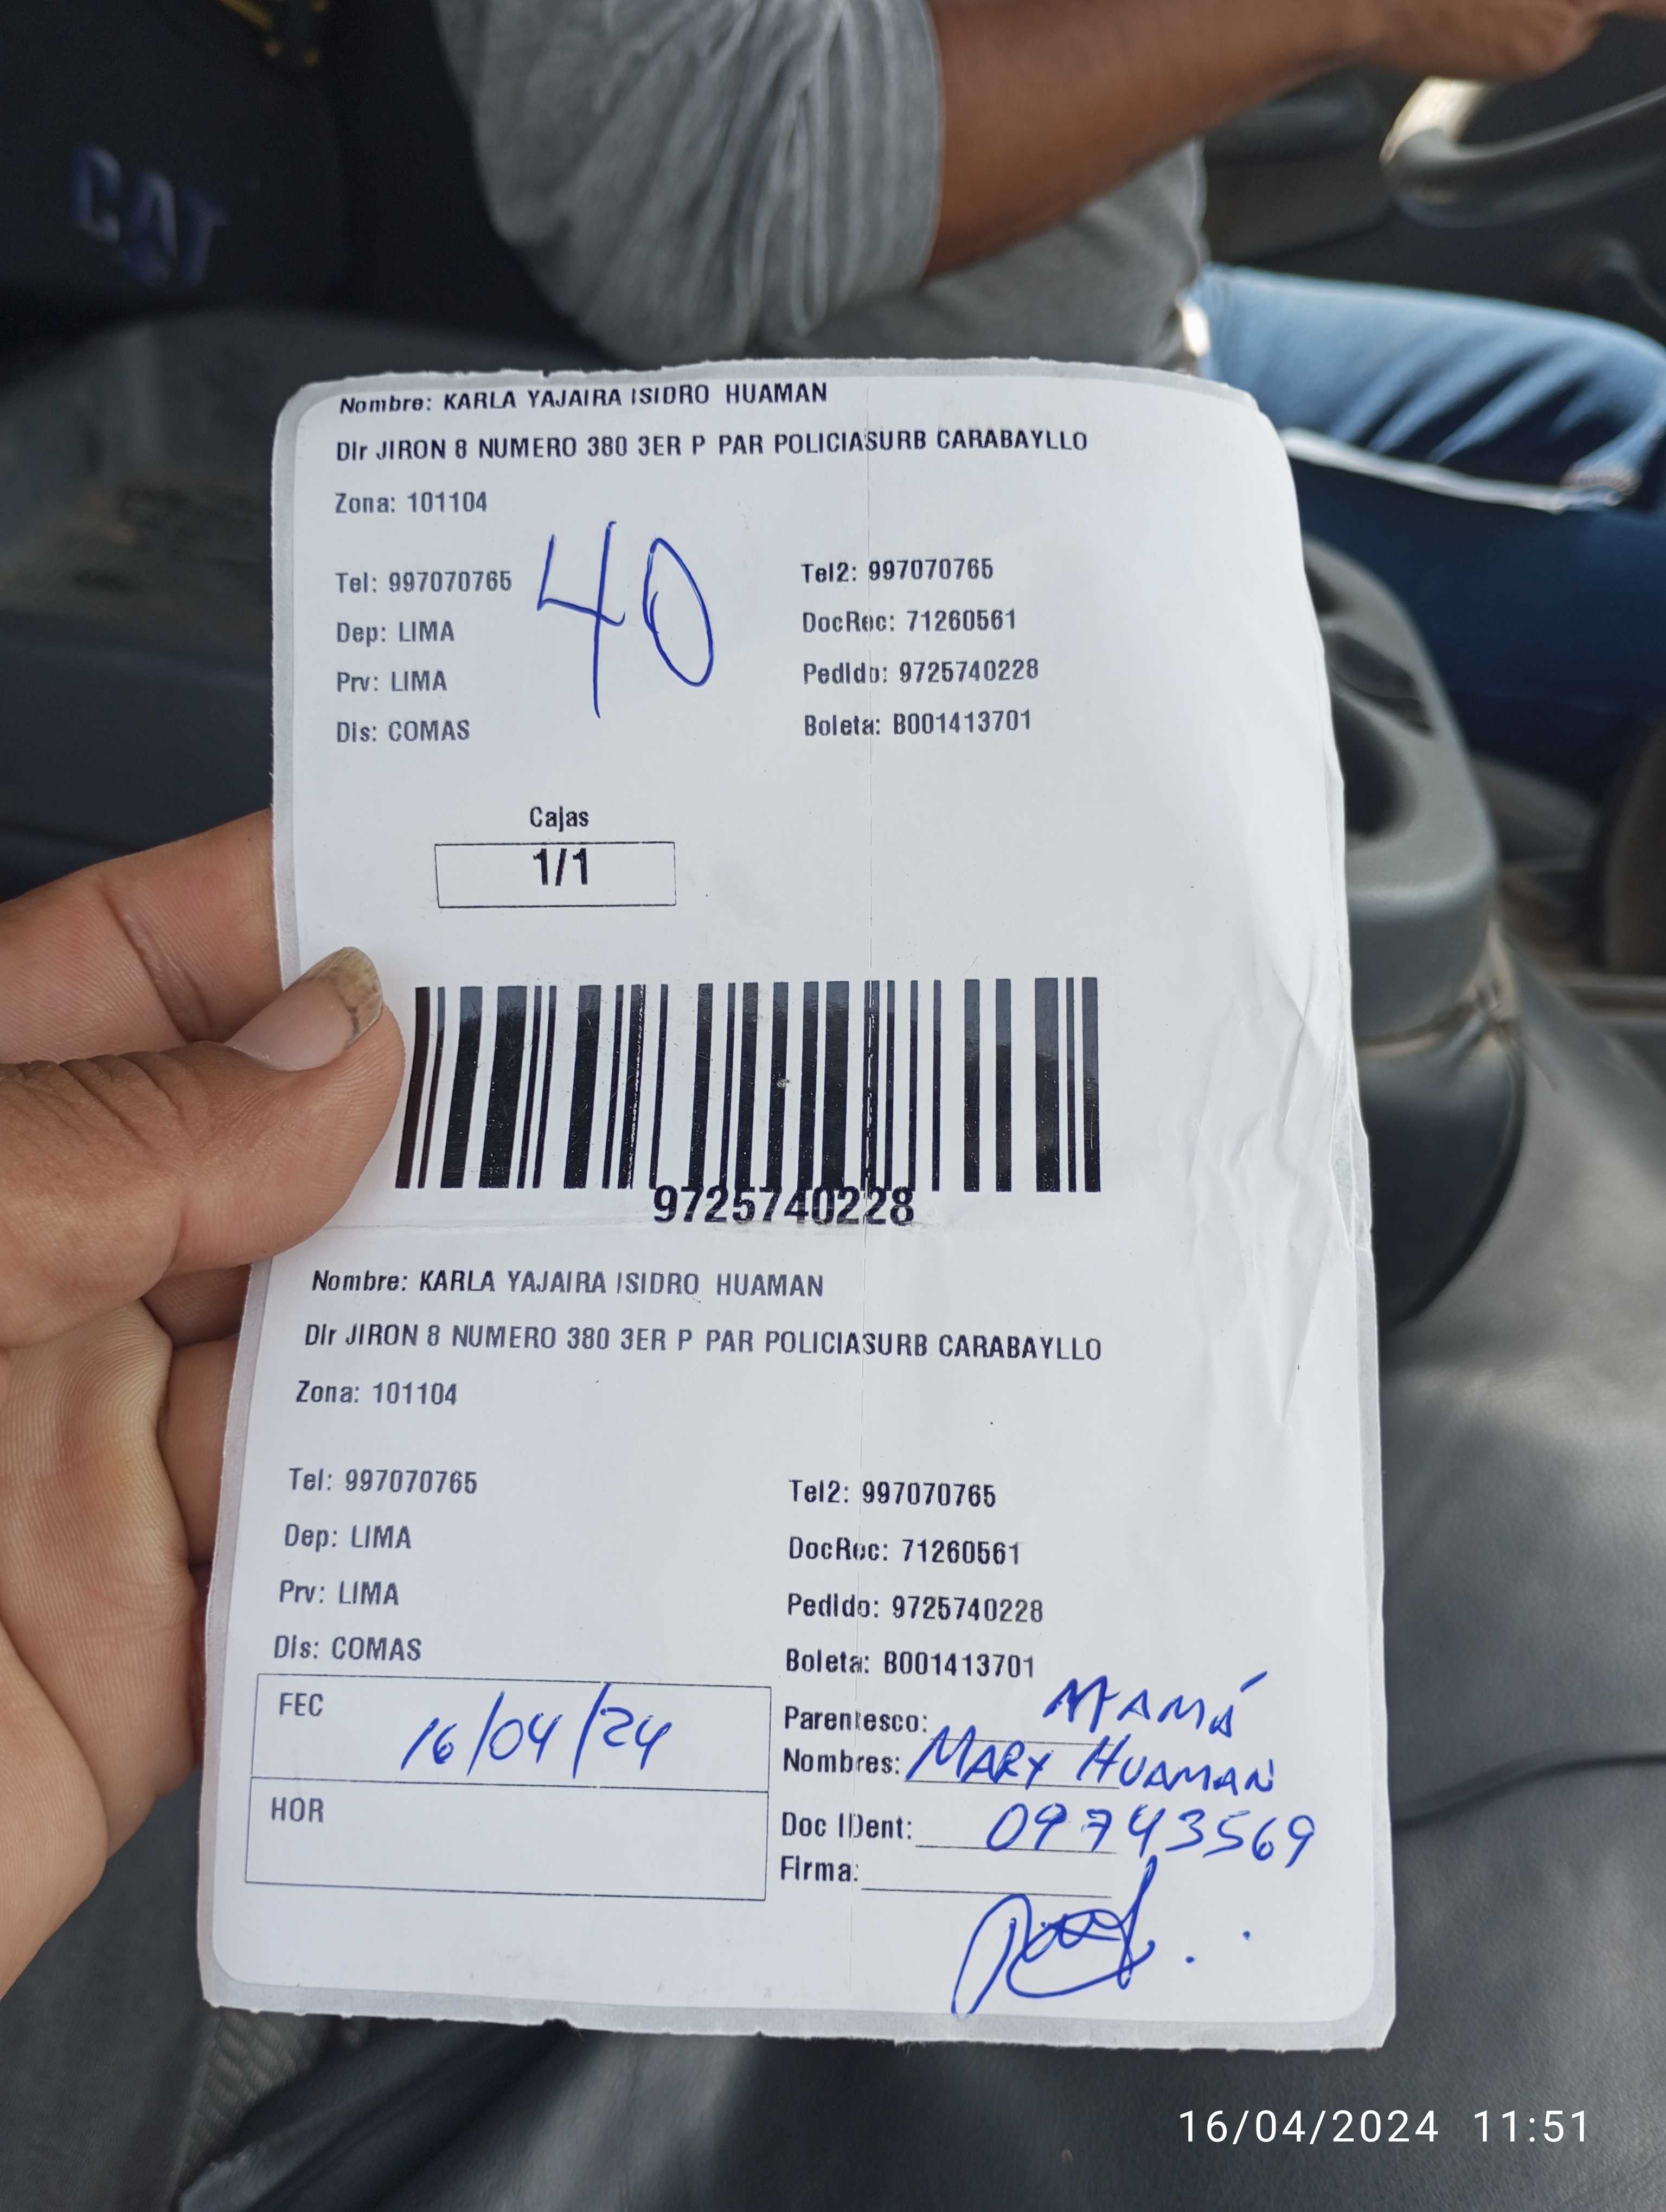 CAT
Nombre: KARLA YAJAIRA ISIDRO HUAMAN
Dir JIRON 8 NUMERO 380 3ER P PAR POLICIASURB CARABAYLLO
Zona: 101104
40
Tel: 997070765 Tel2: 997070765
Dep: LIMA DocRec: 71260561
Prv: LIMA Pedido: 9725740228
Dis: COMAS Boleta: B001413701
Cajas
1/1
9725740228
Nombre: KARLA YAJAIRA ISIDRO HUAMAN
Dir JIRON 8 NUMERO 380 3ER P PAR POLICIASURB CARABAYLLO
Zona: 101104
Tel: 997070765 Tel2: 997070765
Dep: LIMA DocRec: 71260561
Prv: LIMA Pedido: 9725740228
Dis: COMAS Boleta: B001413701
FEC 16/04/24
HOR
Parentesco: MAMÁ
Nombres: MARY HUAMAN
Doc IDent: 09743569
Firma:
16/04/2024 11:51